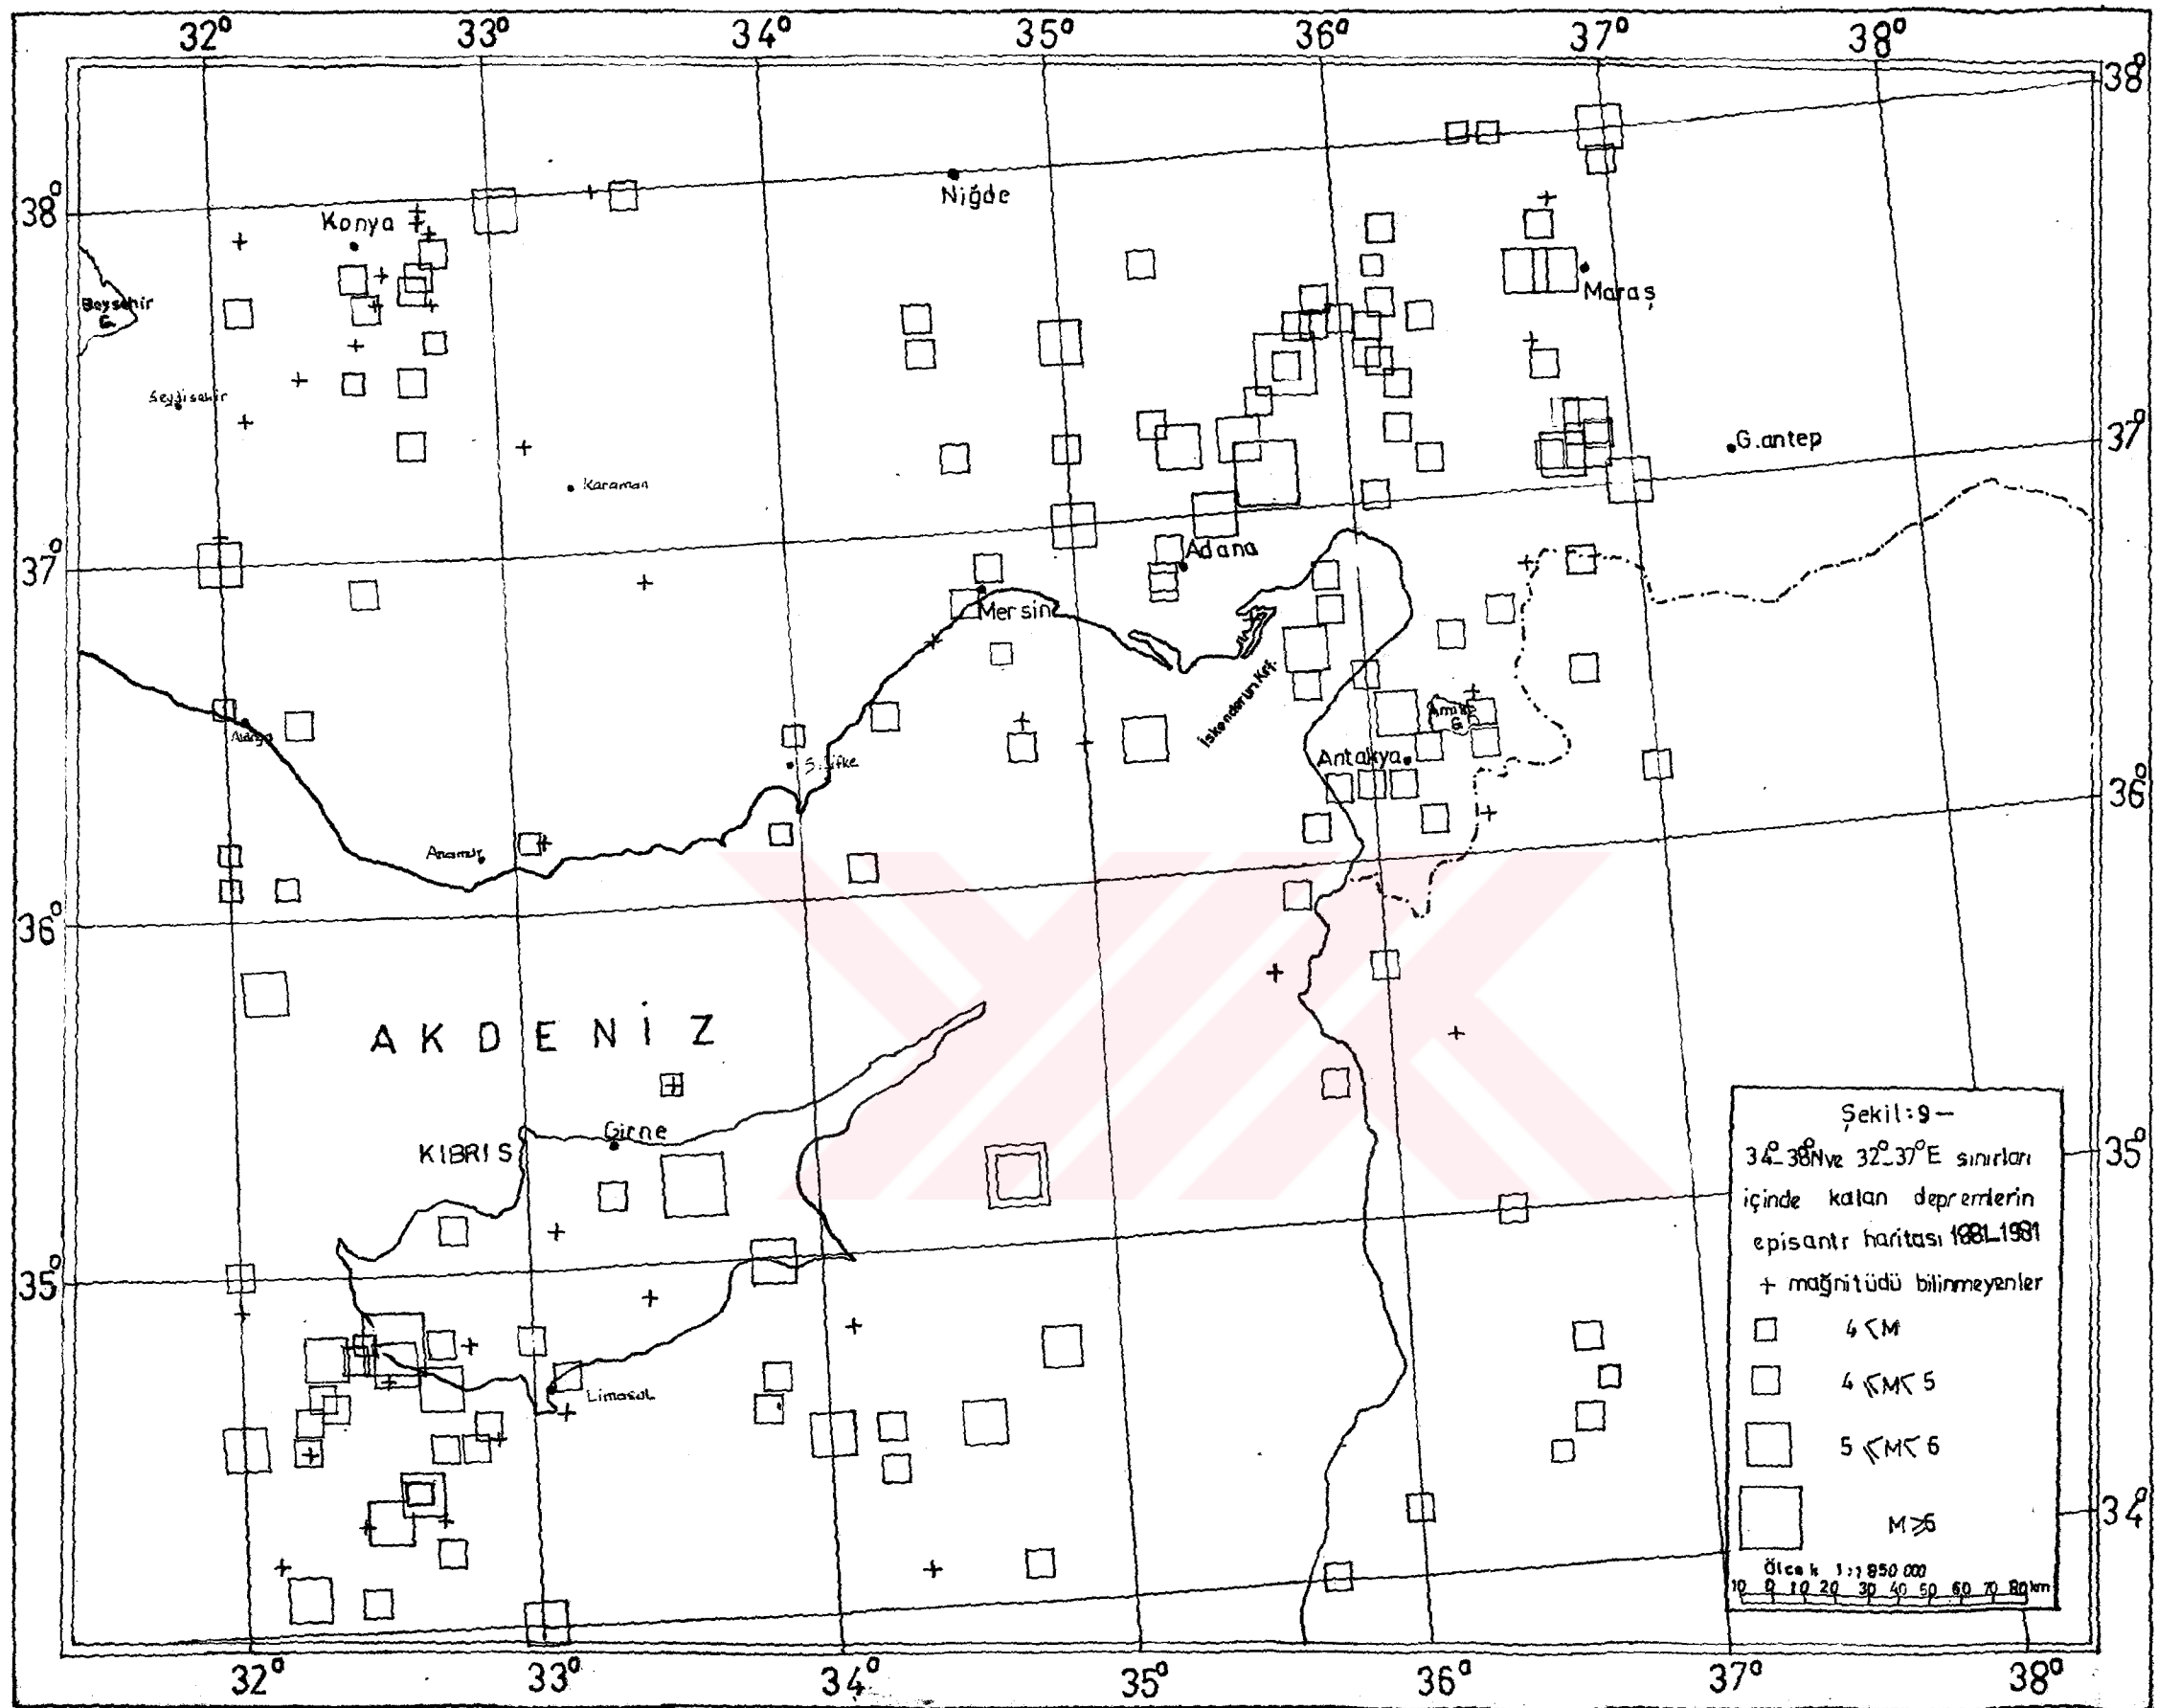 32° 33° 34° 35° 36° 37° 38°
38°
38°
Niğde
Konya
Beyşehir
G.
Maraş
Seydişehir
37°
G.antep
Karaman
37°
Adana
Mersin
İskenderun Krf.
Alanya
Silifke
Amik
G.
Antakya
36°
Anamur
36°
AKDENİZ
Girne
KIBRIS
35°
35°
Limasol
34°
Şekil:9-
34°-38°N ve 32°-37°E sınırları
içinde kalan depremlerin
episantr haritası 1881-1981
+ mağnitüdü bilinmeyenler
4 < M
4 ⩽ M < 5
5 ⩽ M < 6
M ⩾ 6
Ölçek 1:1 850 000
10 0 10 20 30 40 50 60 70 80 km
32° 33° 34° 35° 36° 37° 38°